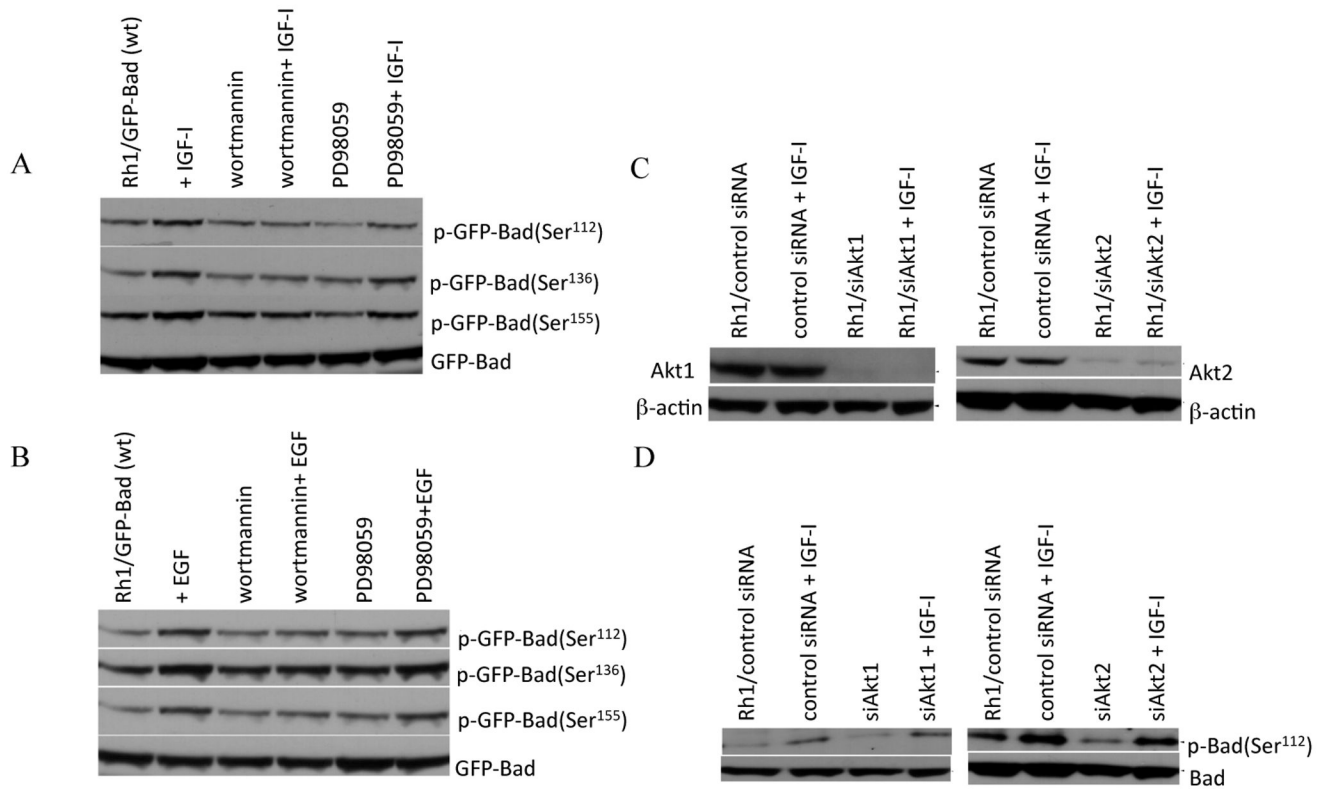 A
Rh1/GFP-Bad (wt)
+ IGF-I
wortmannin
wortmannin+ IGF-I
PD98059
PD98059+ IGF-I
p-GFP-Bad(Ser¹¹²)
p-GFP-Bad(Ser¹³⁶)
p-GFP-Bad(Ser¹⁵⁵)
GFP-Bad
B
Rh1/GFP-Bad (wt)
+ EGF
wortmannin
wortmannin+ EGF
PD98059
PD98059+EGF
p-GFP-Bad(Ser¹¹²)
p-GFP-Bad(Ser¹³⁶)
p-GFP-Bad(Ser¹⁵⁵)
GFP-Bad
C
Rh1/control siRNA
control siRNA + IGF-I
Rh1/siAkt1
Rh1/siAkt1 + IGF-I
Akt1
β-actin
Rh1/control siRNA
control siRNA + IGF-I
Rh1/siAkt2
Rh1/siAkt2 + IGF-I
Akt2
β-actin
D
Rh1/control siRNA
control siRNA + IGF-I
siAkt1
siAkt1 + IGF-I
Rh1/control siRNA
control siRNA + IGF-I
siAkt2
siAkt2 + IGF-I
p-Bad(Ser¹¹²)
Bad